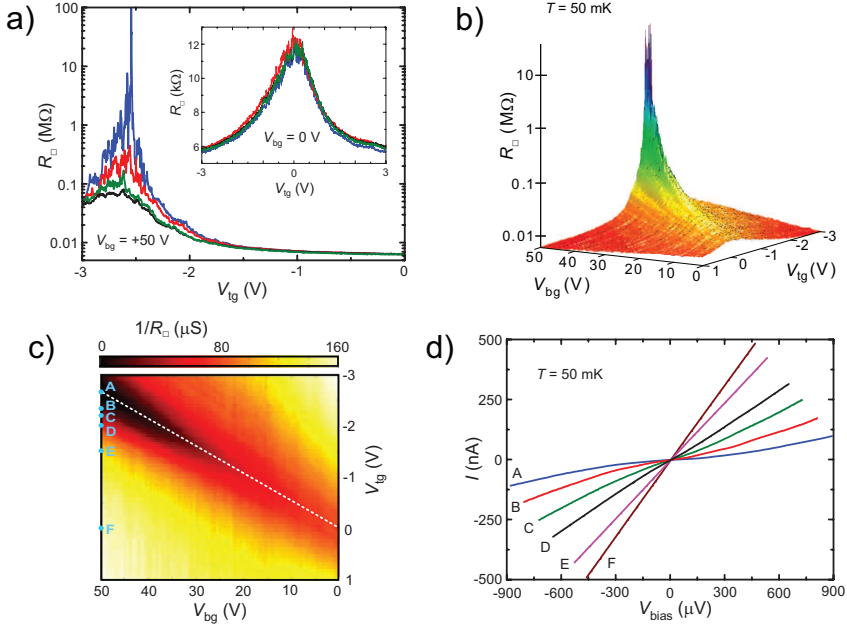 a)
100
10
1
0.1
0.01
R□ (MΩ)
-3 -2 -1 0
Vtg (V)
Vbg = +50 V
12
10
8
6
R□ (kΩ)
-3 0 3
Vtg (V)
Vbg = 0 V
b)
T = 50 mK
10
1
0.1
0.01
R□ (MΩ)
50 40 30 20 10 0
Vbg (V)
1 0 -1 -2 -3
Vtg (V)
c)
1/R□ (μS)
0 80 160
A
B
C
D
E
F
-3
-2
-1
0
1
Vtg (V)
50 40 30 20 10 0
Vbg (V)
d)
T = 50 mK
500
250
0
-250
-500
I (nA)
A
B
C
D
E F
-900 -600 -300 0 300 600 900
Vbias (μV)